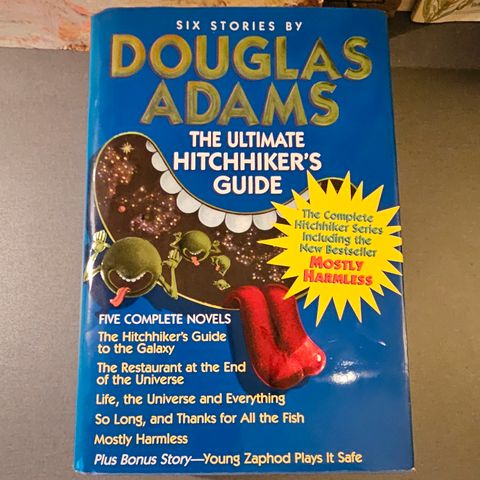 SIX STORIES BY
DOUGLAS
ADAMS
THE ULTIMATE
HITCHHIKER'S
GUIDE
The Complete
Hitchhiker Series
Including the
New Bestseller
MOSTLY
HARMLESS
FIVE COMPLETE NOVELS
The Hitchhiker's Guide
to the Galaxy
The Restaurant at the End
of the Universe
Life, the Universe and Everything
So Long, and Thanks for All the Fish
Mostly Harmless
Plus Bonus Story—Young Zaphod Plays It Safe